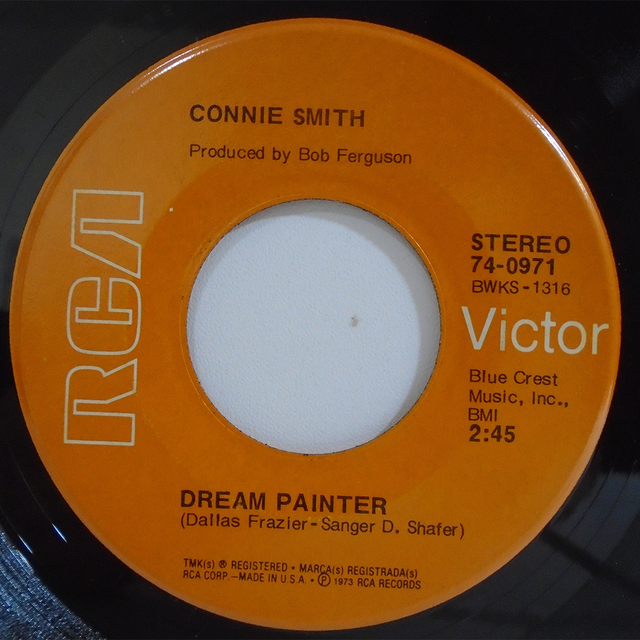 CONNIE SMITH
Produced by Bob Ferguson
RCA
STEREO
74-0971
BWKS-1316
Victor
Blue Crest
Music, Inc.,
BMI
2:45
DREAM PAINTER
(Dallas Frazier-Sanger D. Shafer)
TMK(s) ® REGISTERED • MARCA(s) REGISTRADA(s)
RCA CORP.—MADE IN U.S.A. • Ⓟ 1973 RCA RECORDS